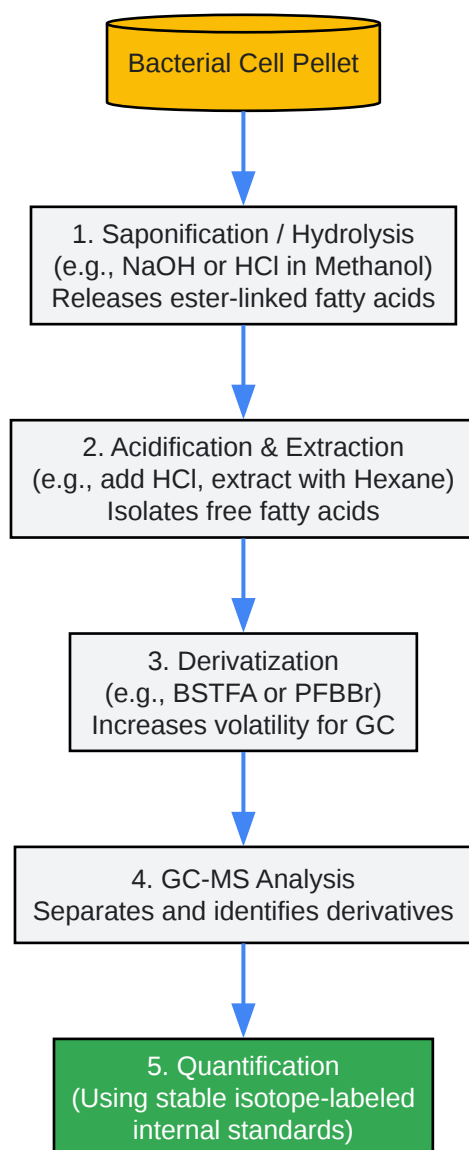 Bacterial Cell Pellet
1. Saponification / Hydrolysis
(e.g., NaOH or HCl in Methanol)
Releases ester-linked fatty acids
2. Acidification & Extraction
(e.g., add HCl, extract with Hexane)
Isolates free fatty acids
3. Derivatization
(e.g., BSTFA or PFBBr)
Increases volatility for GC
4. GC-MS Analysis
Separates and identifies derivatives
5. Quantification
(Using stable isotope-labeled
internal standards)